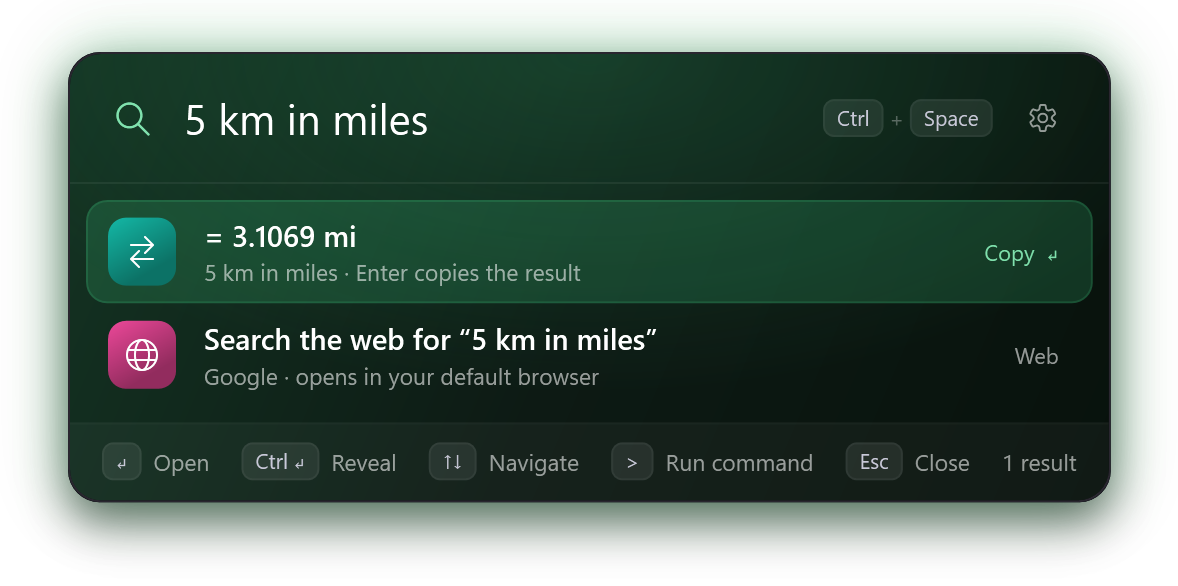 5 km in miles
Ctrl + Space
= 3.1069 mi
5 km in miles · Enter copies the result
Copy ↵
Search the web for “5 km in miles”
Google · opens in your default browser
Web
↵ Open Ctrl ↵ Reveal ↑↓ Navigate > Run command Esc Close 1 result